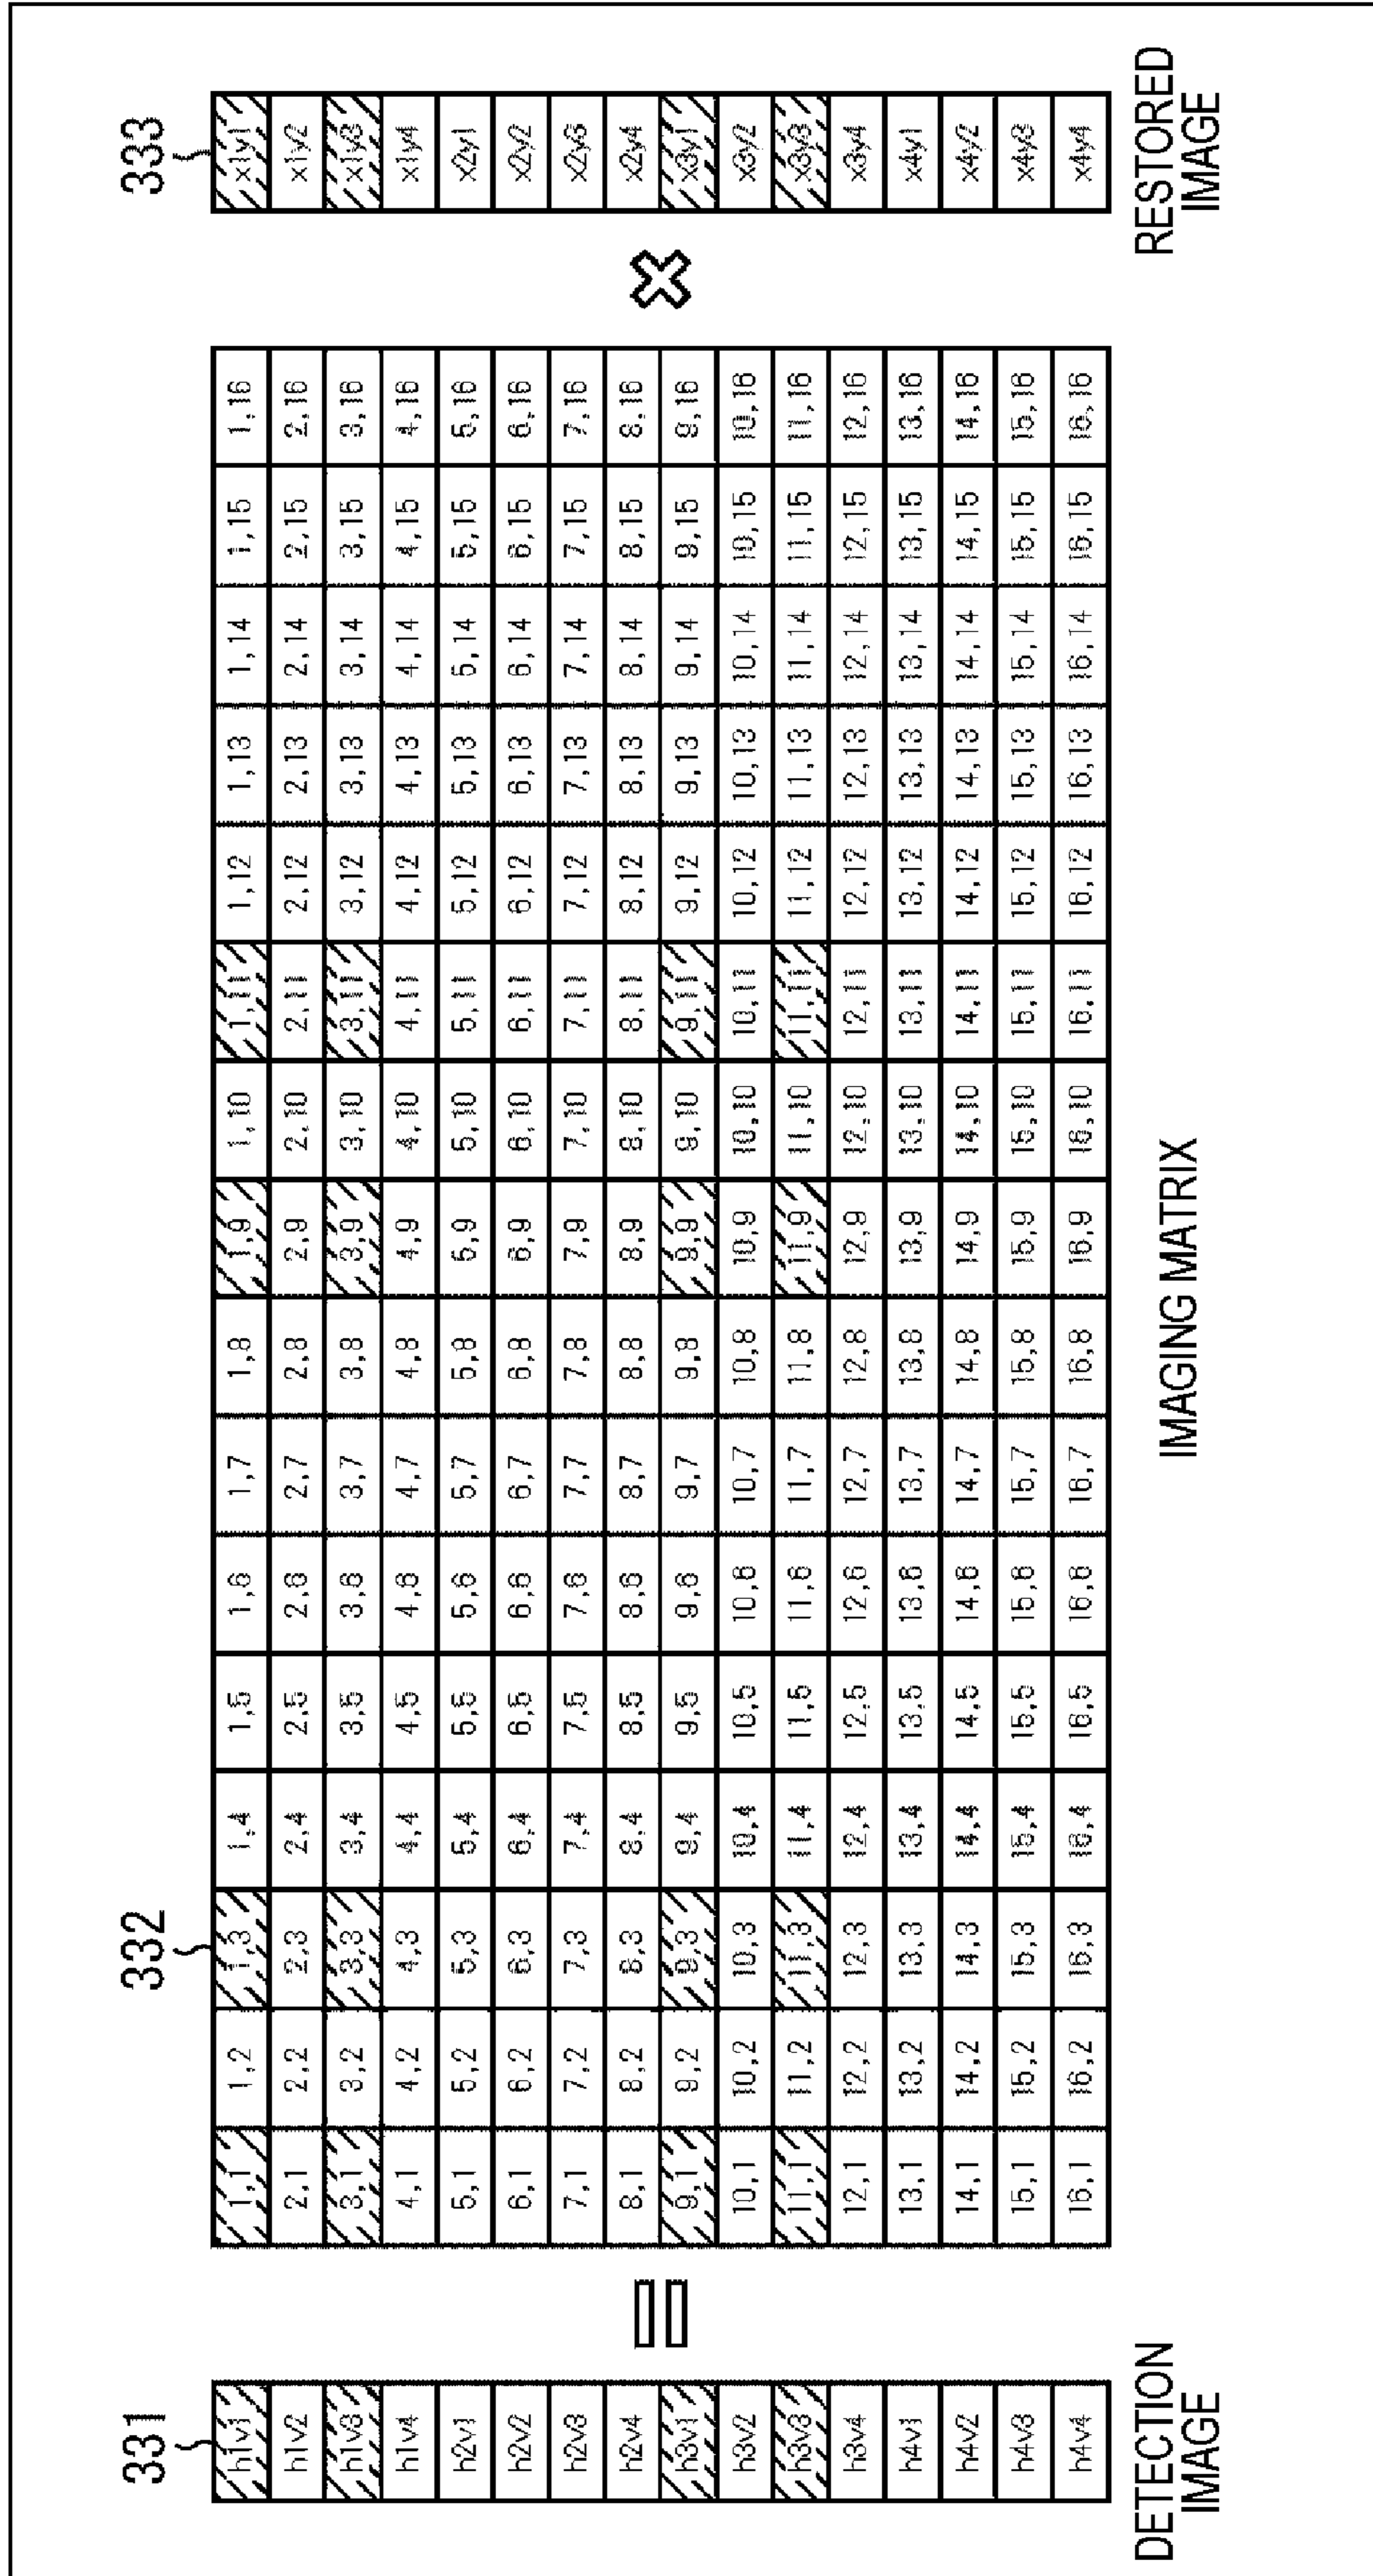 331 332 333
h1v1 1,1 1,2 1,3 1,4 1,5 1,6 1,7 1,8 1,9 1,10 1,11 1,12 1,13 1,14 1,15 1,16 x1y1
h1v2 2,1 2,2 2,3 2,4 2,5 2,6 2,7 2,8 2,9 2,10 2,11 2,12 2,13 2,14 2,15 2,16 x1y2
h1v3 3,1 3,2 3,3 3,4 3,5 3,6 3,7 3,8 3,9 3,10 3,11 3,12 3,13 3,14 3,15 3,16 x1y3
h1v4 4,1 4,2 4,3 4,4 4,5 4,6 4,7 4,8 4,9 4,10 4,11 4,12 4,13 4,14 4,15 4,16 x1y4
h2v1 5,1 5,2 5,3 5,4 5,5 5,6 5,7 5,8 5,9 5,10 5,11 5,12 5,13 5,14 5,15 5,16 x2y1
h2v2 6,1 6,2 6,3 6,4 6,5 6,6 6,7 6,8 6,9 6,10 6,11 6,12 6,13 6,14 6,15 6,16 x2y2
h2v3 7,1 7,2 7,3 7,4 7,5 7,6 7,7 7,8 7,9 7,10 7,11 7,12 7,13 7,14 7,15 7,16 x2y3
h2v4 8,1 8,2 8,3 8,4 8,5 8,6 8,7 8,8 8,9 8,10 8,11 8,12 8,13 8,14 8,15 8,16 x2y4
h3v1 9,1 9,2 9,3 9,4 9,5 9,6 9,7 9,8 9,9 9,10 9,11 9,12 9,13 9,14 9,15 9,16 x3y1
h3v2 10,1 10,2 10,3 10,4 10,5 10,6 10,7 10,8 10,9 10,10 10,11 10,12 10,13 10,14 10,15 10,16 x3y2
h3v3 11,1 11,2 11,3 11,4 11,5 11,6 11,7 11,8 11,9 11,10 11,11 11,12 11,13 11,14 11,15 11,16 x3y3
h3v4 12,1 12,2 12,3 12,4 12,5 12,6 12,7 12,8 12,9 12,10 12,11 12,12 12,13 12,14 12,15 12,16 x3y4
h4v1 13,1 13,2 13,3 13,4 13,5 13,6 13,7 13,8 13,9 13,10 13,11 13,12 13,13 13,14 13,15 13,16 x4y1
h4v2 14,1 14,2 14,3 14,4 14,5 14,6 14,7 14,8 14,9 14,10 14,11 14,12 14,13 14,14 14,15 14,16 x4y2
h4v3 15,1 15,2 15,3 15,4 15,5 15,6 15,7 15,8 15,9 15,10 15,11 15,12 15,13 15,14 15,15 15,16 x4y3
h4v4 16,1 16,2 16,3 16,4 16,5 16,6 16,7 16,8 16,9 16,10 16,11 16,12 16,13 16,14 16,15 16,16 x4y4
= ×
DETECTION
IMAGE
IMAGING MATRIX
RESTORED
IMAGE